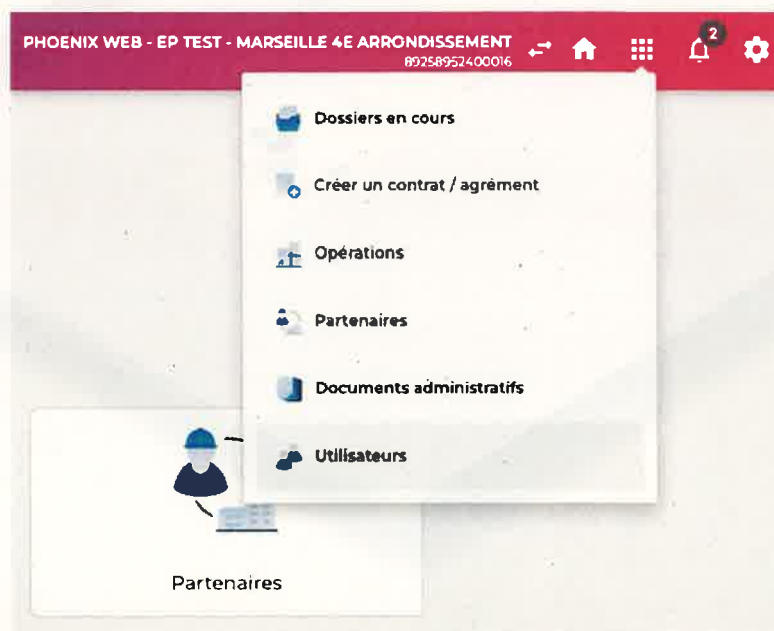 PHOENIX WEB - EP TEST - MARSEILLE 4E ARRONDISSEMENT
89258952400016
2
Dossiers en cours
Créer un contrat / agrément
Opérations
Partenaires
Documents administratifs
Utilisateurs
Partenaires